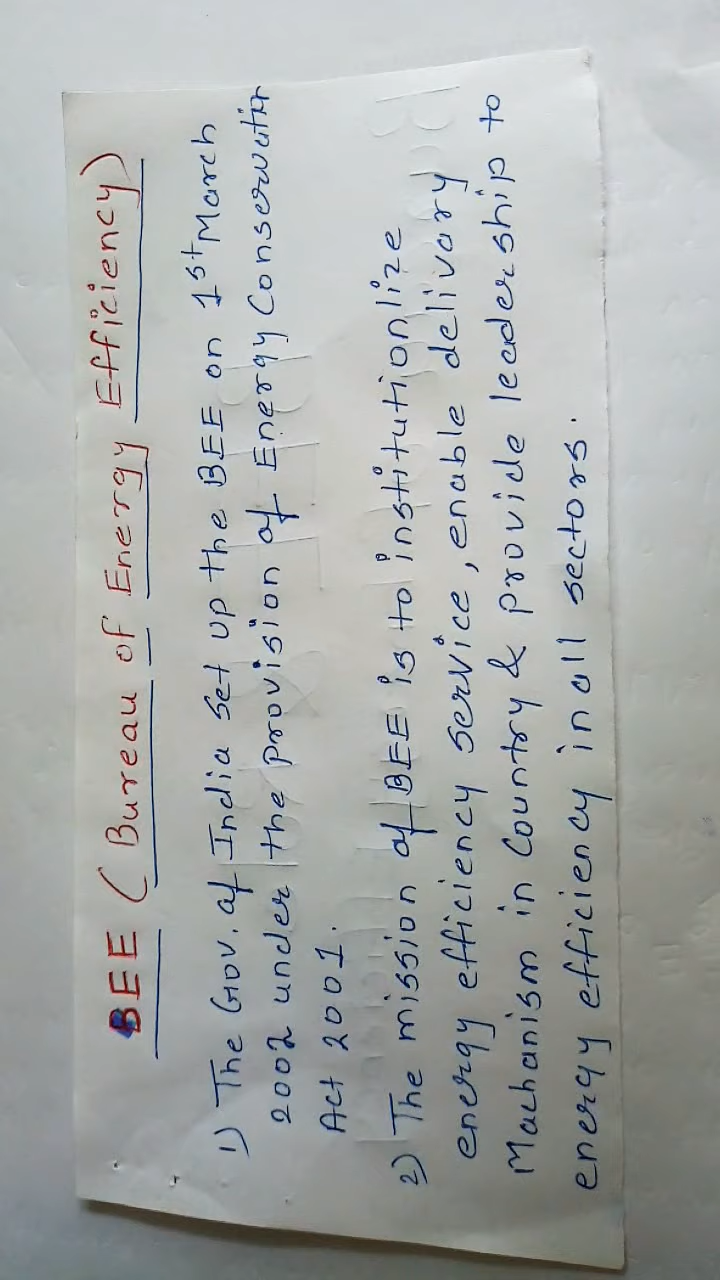 BEE ( Bureau of Energy Efficiency)
1) The Gov. of India set up the BEE on 1st March
2002 under the provision of Energy Conservation
Act 2001.
2) The mission of BEE is to institutionlize
energy efficiency service, enable delivary
Machanism in country & provide leadership to
energy efficiency in all sectors.